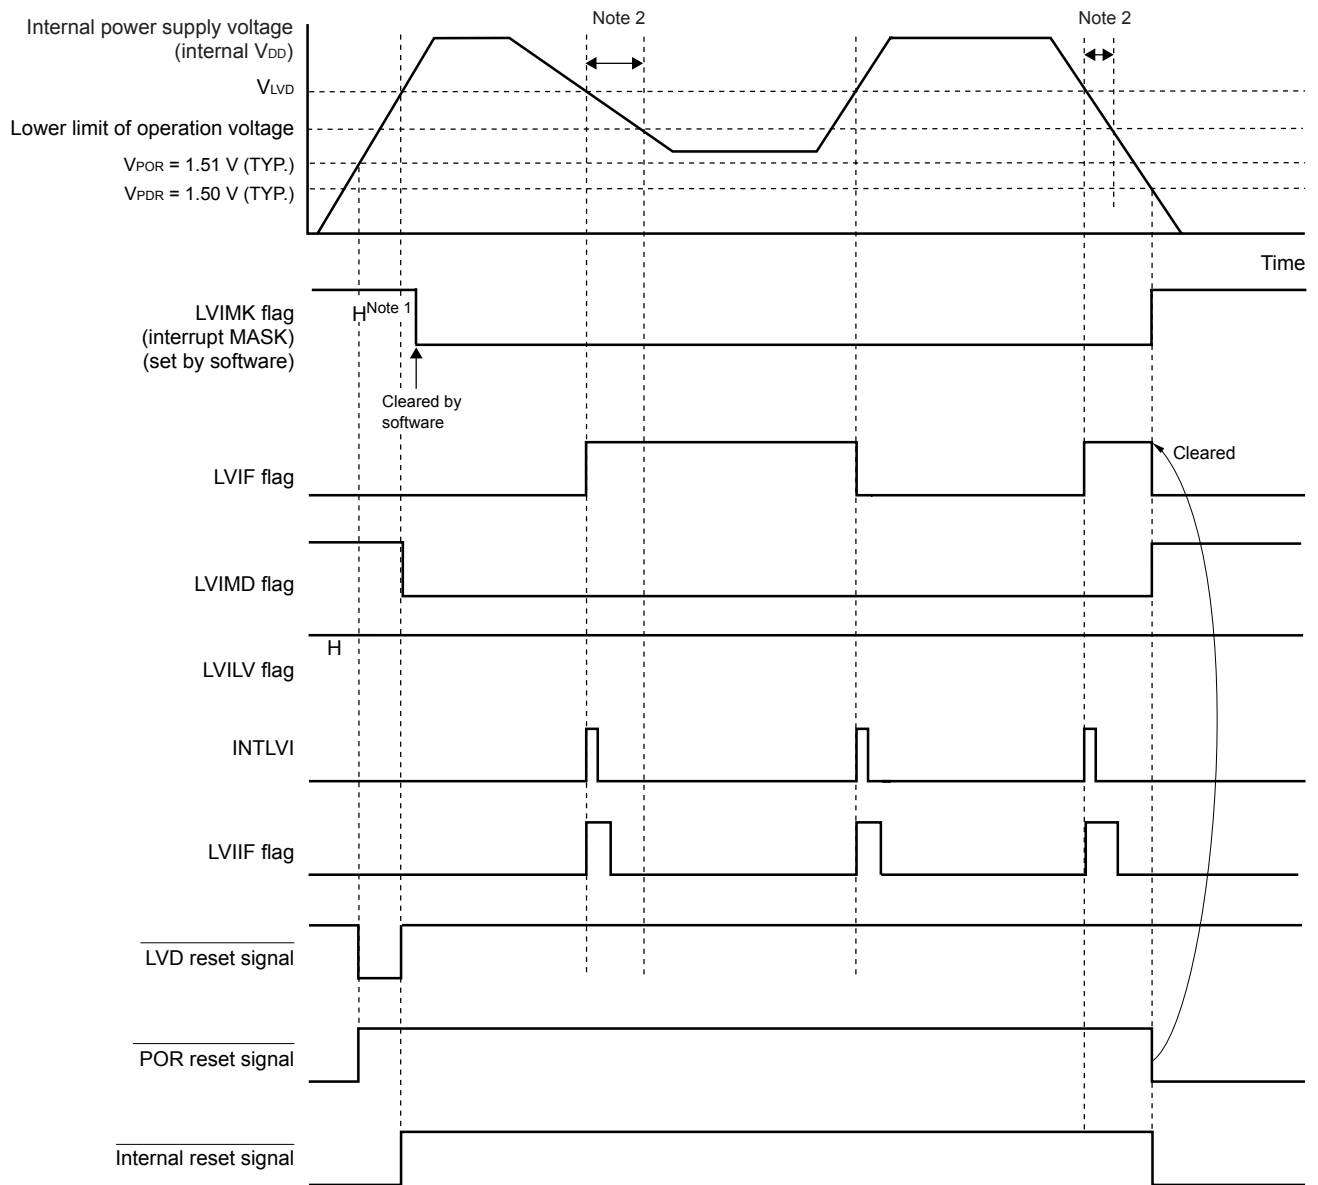 Note 2
Note 2
Internal power supply voltage
(internal VDD)
VLVD
Lower limit of operation voltage
VPOR = 1.51 V (TYP.)
VPDR = 1.50 V (TYP.)
Time
LVIMK flag
(interrupt MASK)
(set by software)
H Note 1
Cleared by
software
LVIF flag
Cleared
LVIMD flag
H
LVILV flag
INTLVI
LVIIF flag
LVD reset signal
POR reset signal
Internal reset signal